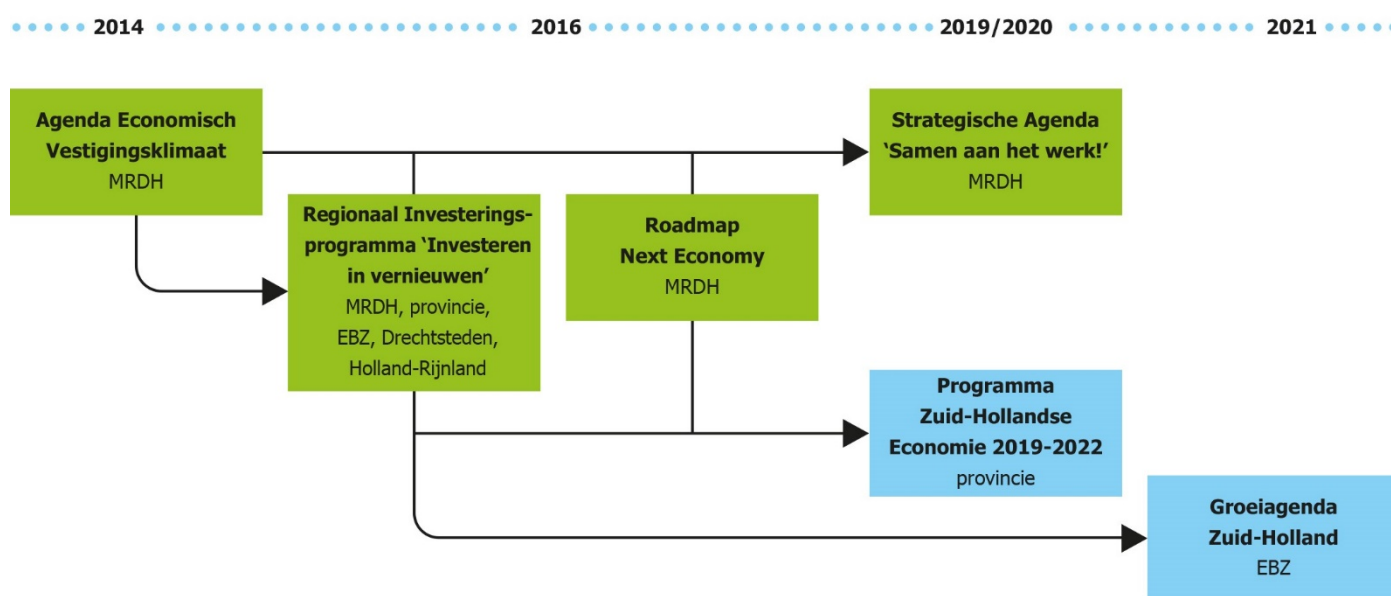 2014 2016 2019/2020 2021
Agenda Economisch
Vestigingsklimaat
MRDH
Regionaal Investerings-
programma ‘Investeren
in vernieuwen’
MRDH, provincie,
EBZ, Drechtsteden,
Holland-Rijnland
Roadmap
Next Economy
MRDH
Strategische Agenda
‘Samen aan het werk!’
MRDH
Programma
Zuid-Hollandse
Economie 2019-2022
provincie
Groeiagenda
Zuid-Holland
EBZ